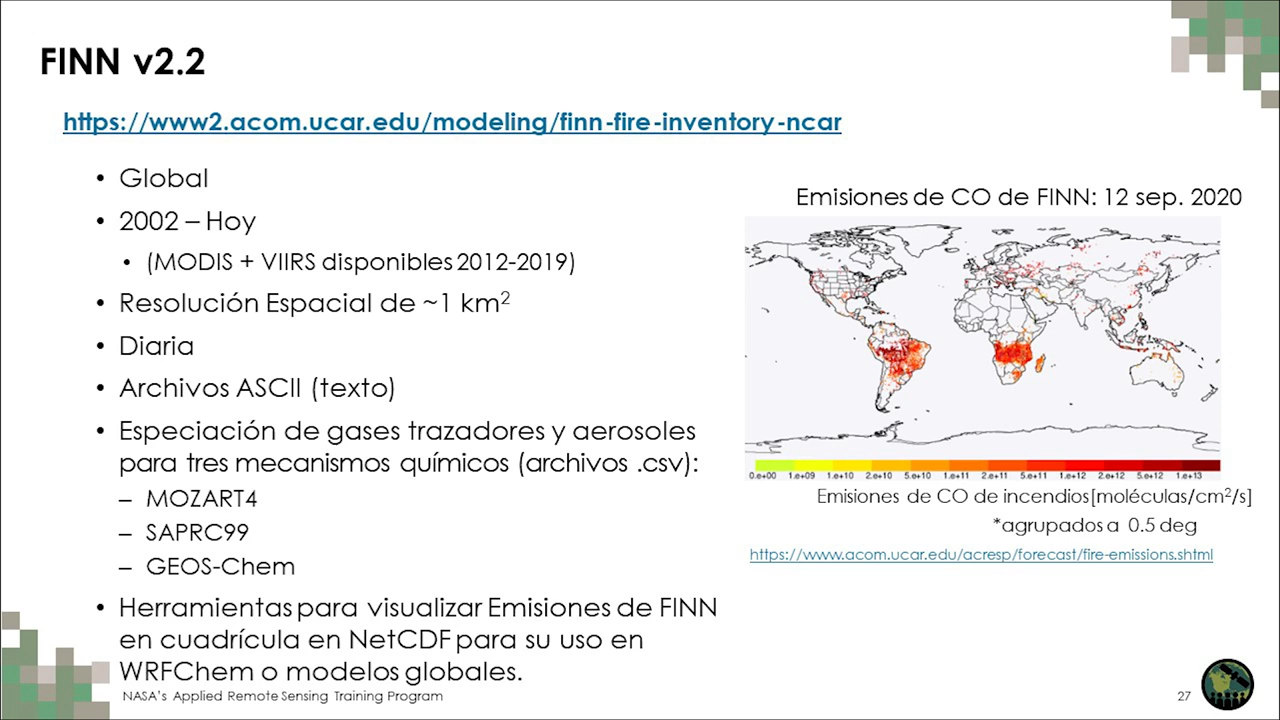 FINN v2.2
https://www2.acom.ucar.edu/modeling/finn-fire-inventory-ncar
• Global
• 2002 – Hoy
• (MODIS + VIIRS disponibles 2012-2019)
• Resolución Espacial de ~1 km²
• Diaria
• Archivos ASCII (texto)
• Especiación de gases trazadores y aerosoles
para tres mecanismos químicos (archivos .csv):
– MOZART4
– SAPRC99
– GEOS-Chem
• Herramientas para visualizar Emisiones de FINN
en cuadrícula en NetCDF para su uso en
WRFChem o modelos globales.
Emisiones de CO de FINN: 12 sep. 2020
0.e+00 1.e+09 1.e+10 2.e+10 5.e+10 1.e+11 2.e+11 5.e+11 1.e+12 2.e+12 5.e+12 1.e+13
Emisiones de CO de incendios[moléculas/cm²/s]
*agrupados a 0.5 deg
https://www.acom.ucar.edu/acresp/forecast/fire-emissions.shtml
NASA's Applied Remote Sensing Training Program
27